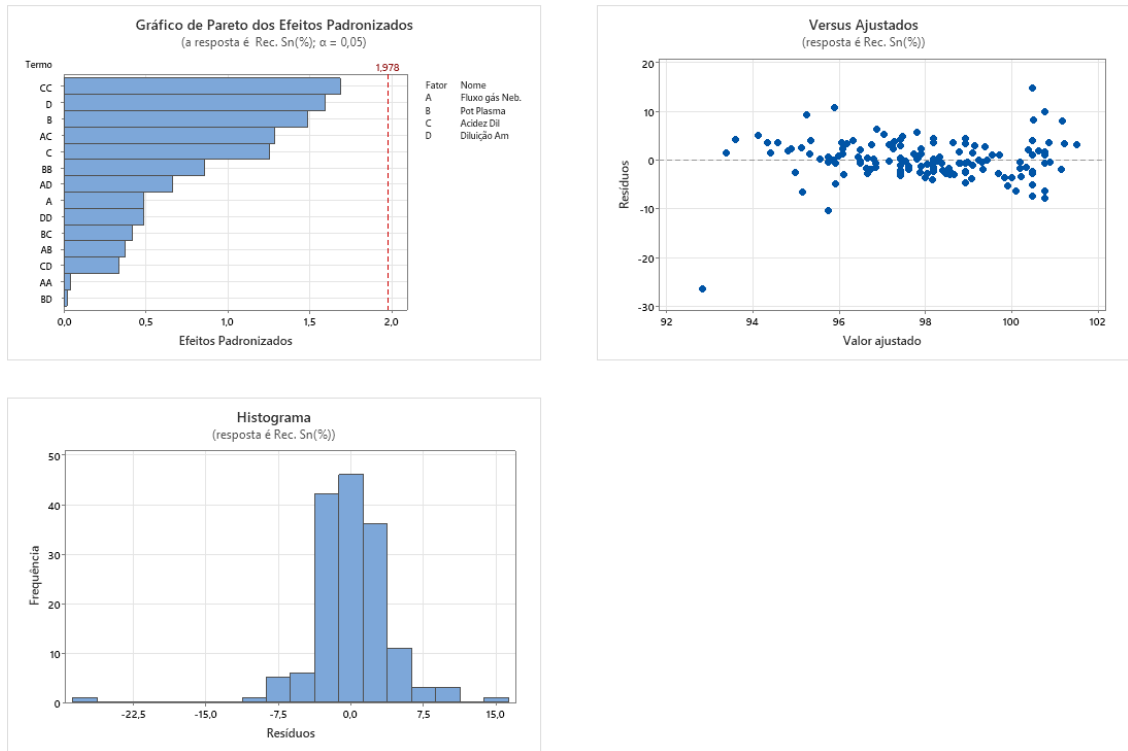 Gráfico de Pareto dos Efeitos Padronizados
(a resposta é Rec. Sn(%); α = 0,05)
Termo
1,978
CC
D
B
AC
C
BB
AD
A
DD
BC
AB
CD
AA
BD
0,0 0,5 1,0 1,5 2,0
Efeitos Padronizados
Fator Nome
A Fluxo gás Neb.
B Pot Plasma
C Acidez Dil
D Diluição Am
Versus Ajustados
(resposta é Rec. Sn(%))
20
10
0
-10
-20
-30
Resíduos
92 94 96 98 100 102
Valor ajustado
Histograma
(resposta é Rec. Sn(%))
50
40
30
20
10
0
Frequência
-22,5 -15,0 -7,5 0,0 7,5 15,0
Resíduos